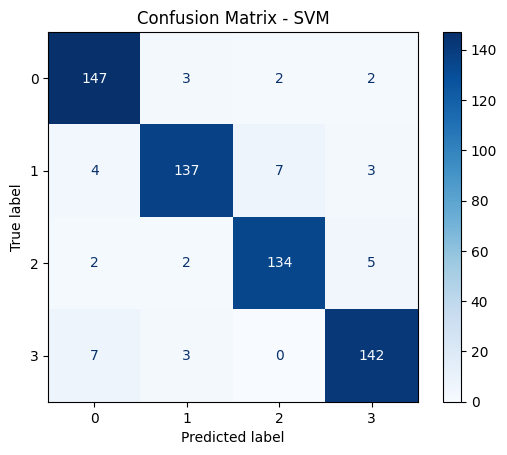 Confusion Matrix - SVM
140
0 147 3 2 2
120
100
1 4 137 7 3
80
True label
60
2 2 2 134 5
40
20
3 7 3 0 142
0
0 1 2 3
Predicted label